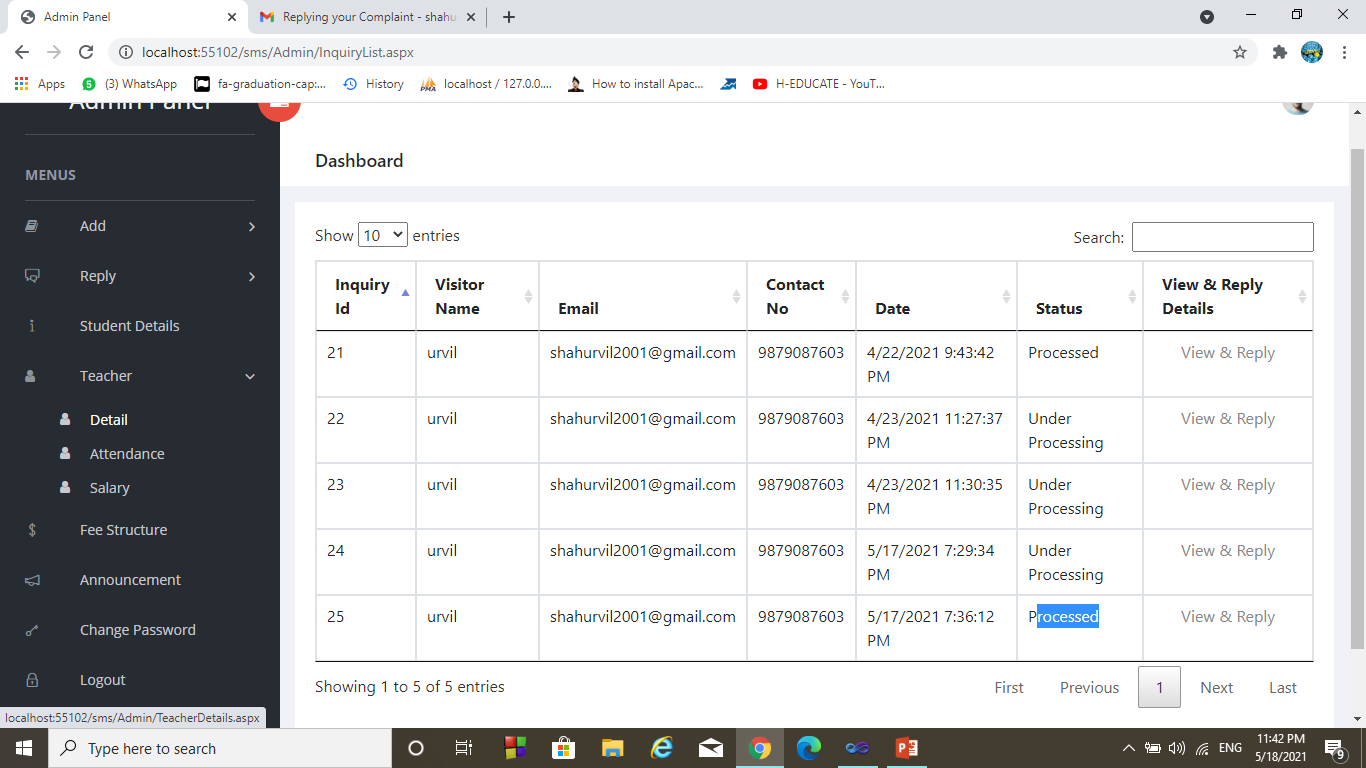 Admin Panel
Replying your Complaint - shahu
localhost:55102/sms/Admin/InquiryList.aspx
Apps
(3) WhatsApp
fa-graduation-cap:...
History
localhost / 127.0.0....
How to install Apac...
H-EDUCATE - YouT...
Admin Panel
MENUS
Add
Reply
Student Details
Teacher
Detail
Attendance
Salary
Fee Structure
Announcement
Change Password
Logout
localhost:55102/sms/Admin/TeacherDetails.aspx
Dashboard
Show 10 entries
Search:
Inquiry Id
Visitor Name
Email
Contact No
Date
Status
View & Reply Details
21 urvil shahurvil2001@gmail.com 9879087603 4/22/2021 9:43:42 PM Processed View & Reply
22 urvil shahurvil2001@gmail.com 9879087603 4/23/2021 11:27:37 PM Under Processing View & Reply
23 urvil shahurvil2001@gmail.com 9879087603 4/23/2021 11:30:35 PM Under Processing View & Reply
24 urvil shahurvil2001@gmail.com 9879087603 5/17/2021 7:29:34 PM Under Processing View & Reply
25 urvil shahurvil2001@gmail.com 9879087603 5/17/2021 7:36:12 PM Processed View & Reply
Showing 1 to 5 of 5 entries
First Previous 1 Next Last
Type here to search
ENG
11:42 PM
5/18/2021
9